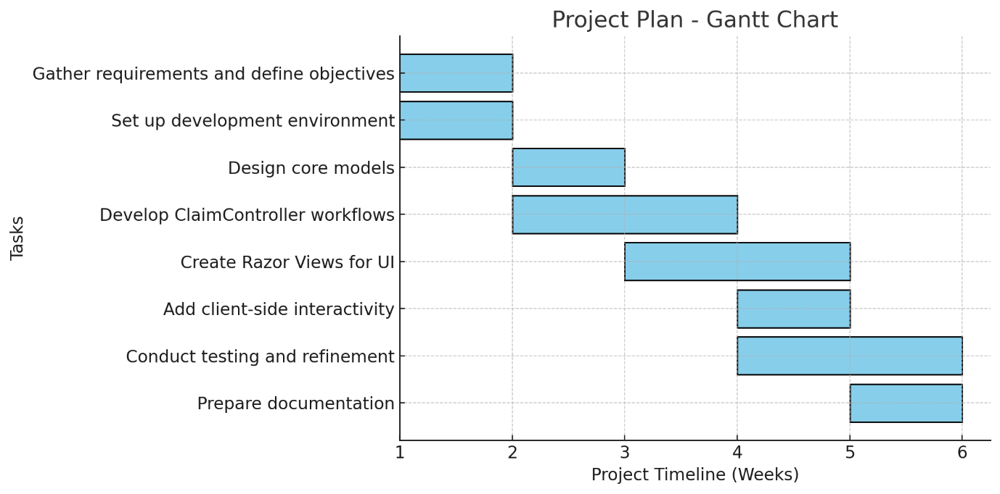 Project Plan - Gantt Chart
Tasks
Gather requirements and define objectives
Set up development environment
Design core models
Develop ClaimController workflows
Create Razor Views for UI
Add client-side interactivity
Conduct testing and refinement
Prepare documentation
1 2 3 4 5 6
Project Timeline (Weeks)